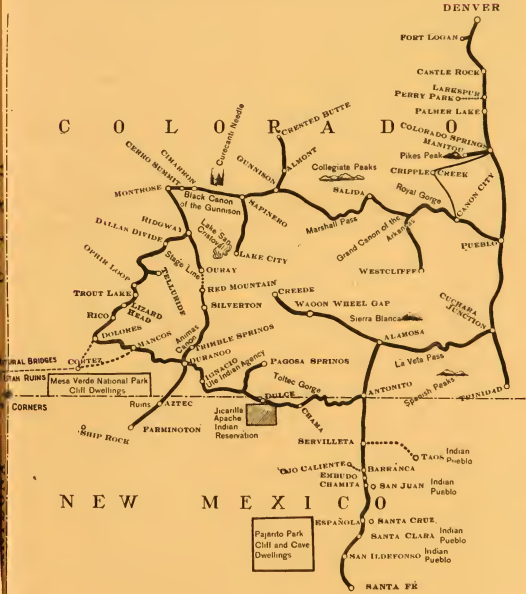 DENVER
FORT LOGAN
CASTLE ROCK
LARKSPUR
PERRY PARK
PALMER LAKE
COLORADO
COLORADO SPRINGS
MANITOU
Pikes Peak
CRIPPLE CREEK
CANON CITY
Royal Gorge
PUEBLO
Curecanti Needle
CRESTED BUTTE
ALMONT
GUNNISON
Collegiate Peaks
CERRO SUMMIT
CIMARRON
MONTROSE
Black Canon
of the Gunnison
SAPINERO
SALIDA
Marshall Pass
Grand Canon of the
Arkansas
WESTCLIFFE
RIDGWAY
DALLAS DIVIDE
Lake San
Cristoval
LAKE CITY
Stage Line
OURAY
OPHIR LOOP
TELLURIDE
RED MOUNTAIN
CREEDE
TROUT LAKE
SILVERTON
WAGON WHEEL GAP
LIZARD
HEAD
RICO
Sierra Blanca
CUCHARA
JUNCTION
DOLORES
MANCOS
Animas
Canon
TRIMBLE SPRINGS
ALAMOSA
La Veta Pass
DURANGO
CORTEZ
IGNACIO
Ute Indian Agency
PAGOSA SPRINGS
Toltec Gorge
Spanish Peaks
TRINIDAD
Mesa Verde National Park
Cliff Dwellings
CORNERS
Ruins
AZTEC
DULCE
CHAMA
ANTONITO
Jicarilla
Apache
Indian
Reservation
SHIP ROCK
FARMINGTON
SERVILLETA
TAOS Indian
Pueblo
OJO CALIENTE
BARRANCA
EMBUDO
CHAMITA
SAN JUAN Indian
Pueblo
NEW MEXICO
ESPAÑOLA
SANTA CRUZ
SANTA CLARA Indian
Pueblo
Pajarito Park
Cliff and Cave
Dwellings
SAN ILDEFONSO Indian
Pueblo
SANTA FÉ